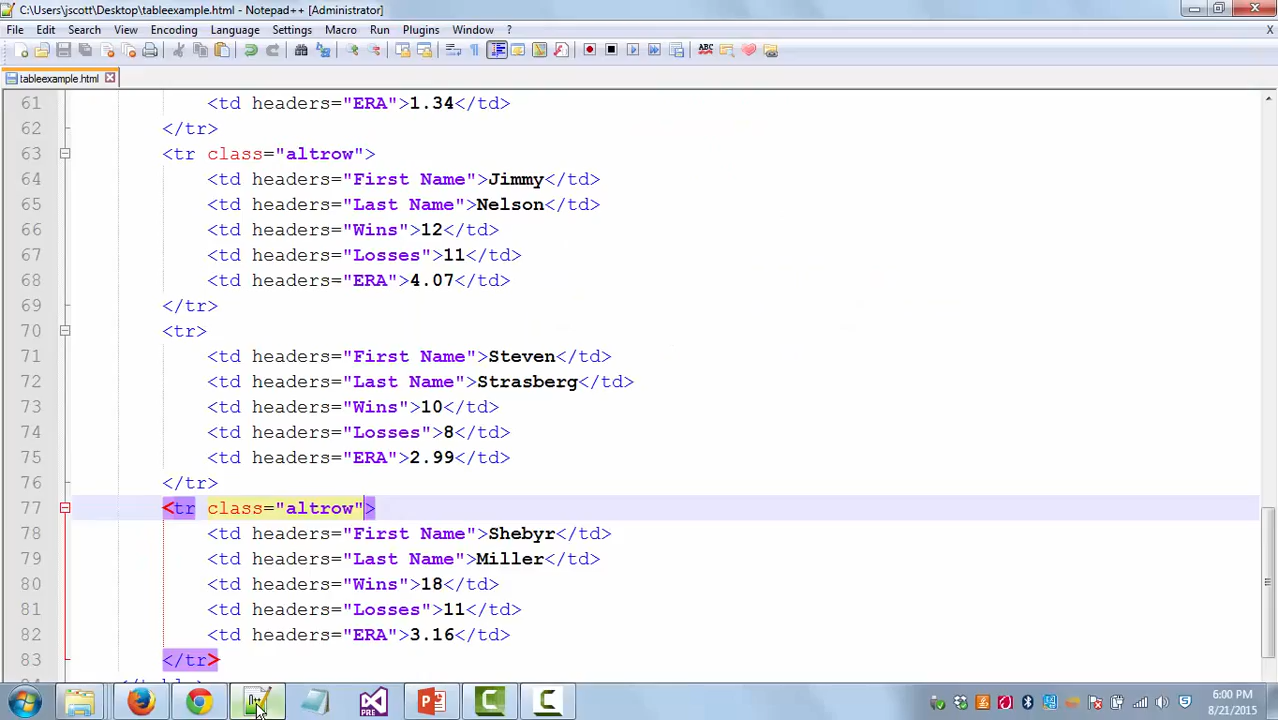 C:\Users\jscott\Desktop\tableexample.html - Notepad++ [Administrator]
File Edit Search View Encoding Language Settings Macro Run Plugins Window ? X
tableexample.html
61 <td headers="ERA">1.34</td>
62 </tr>
63 <tr class="altrow">
64 <td headers="First Name">Jimmy</td>
65 <td headers="Last Name">Nelson</td>
66 <td headers="Wins">12</td>
67 <td headers="Losses">11</td>
68 <td headers="ERA">4.07</td>
69 </tr>
70 <tr>
71 <td headers="First Name">Steven</td>
72 <td headers="Last Name">Strasberg</td>
73 <td headers="Wins">10</td>
74 <td headers="Losses">8</td>
75 <td headers="ERA">2.99</td>
76 </tr>
77 <tr class="altrow">
78 <td headers="First Name">Shebyr</td>
79 <td headers="Last Name">Miller</td>
80 <td headers="Wins">18</td>
81 <td headers="Losses">11</td>
82 <td headers="ERA">3.16</td>
83 </tr>
PRE
6:00 PM
8/21/2015